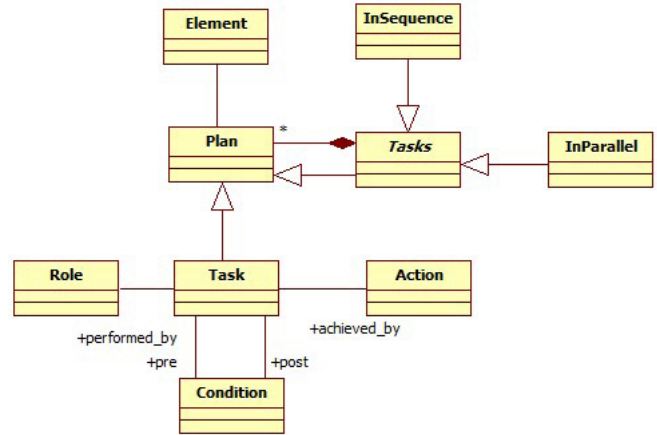 Element
InSequence
Plan
*
Tasks
InParallel
Role
Task
Action
+performed_by
+achieved_by
+pre
+post
Condition